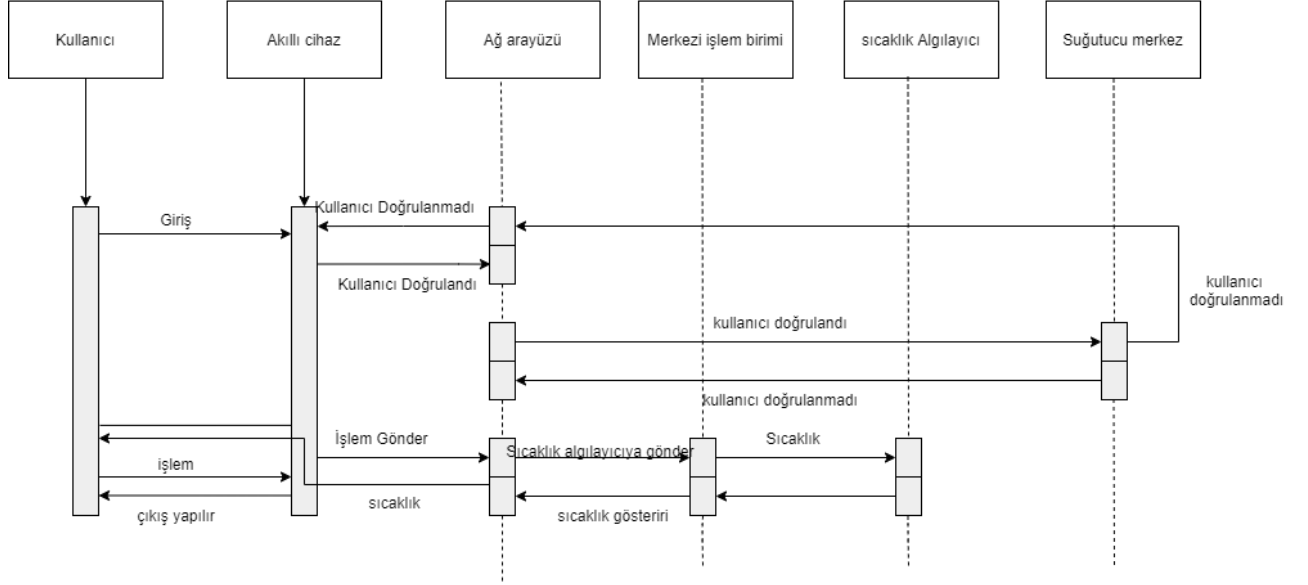 Kullanıcı
Akıllı cihaz
Ağ arayüzü
Merkezi işlem birimi
sıcaklık Algılayıcı
Suğutucu merkez
Kullanıcı Doğrulanmadı
Giriş
Kullanıcı Doğrulandı
kullanıcı
doğrulanmadı
kullanıcı doğrulandı
kullanıcı doğrulanmadı
İşlem Gönder
Sıcaklık algılayıcıya gönder
Sıcaklık
işlem
sıcaklık
çıkış yapılır
sıcaklık gösteriri